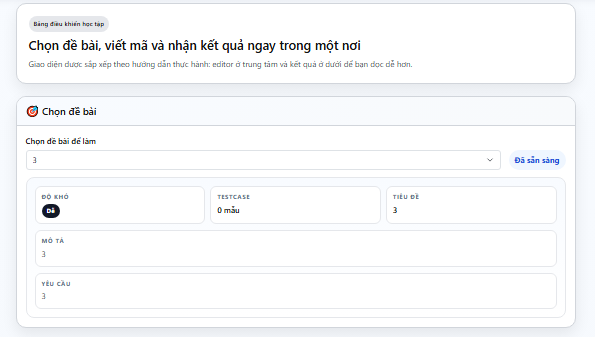 Bảng điều khiển học tập
Chọn đề bài, viết mã và nhận kết quả ngay trong một nơi
Giao diện được sắp xếp theo hướng dẫn thực hành: editor ở trung tâm và kết quả ở dưới để bạn đọc dễ hơn.
Chọn đề bài
Chọn đề bài để làm
3
Đã sẵn sàng
ĐỘ KHÓ
Dễ
TESTCASE
0 mẫu
TIÊU ĐỀ
3
MÔ TẢ
3
YÊU CẦU
3